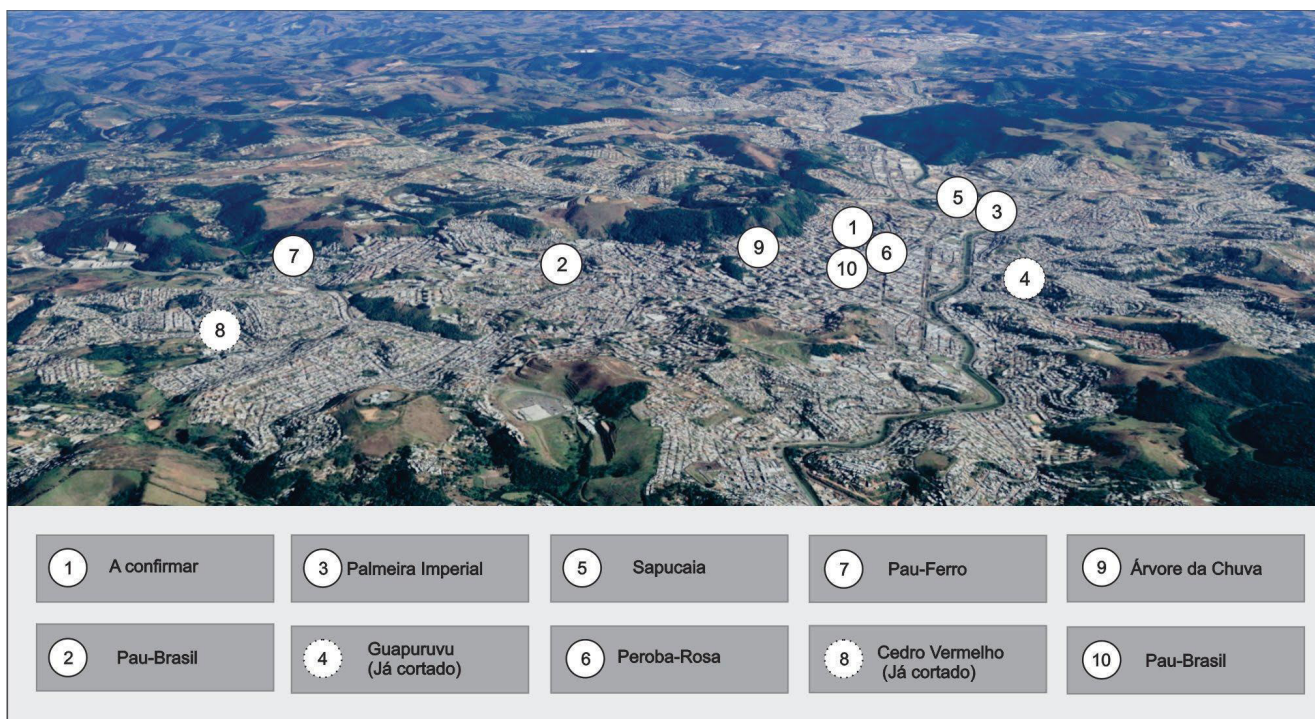 7
2
9
1
10
6
5
3
4
8
1 A confirmar
3 Palmeira Imperial
5 Sapucaia
7 Pau-Ferro
9 Árvore da Chuva
2 Pau-Brasil
4 Guapuruvu
(Já cortado)
6 Peroba-Rosa
8 Cedro Vermelho
(Já cortado)
10 Pau-Brasil